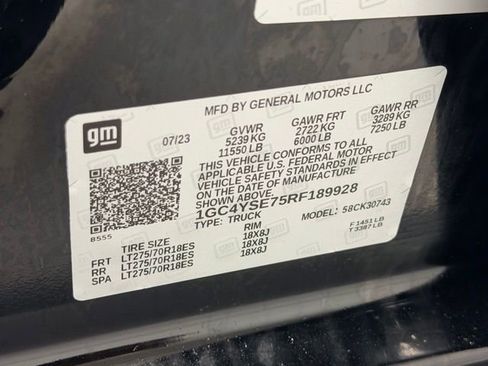 MFD BY GENERAL MOTORS LLC
gm
07/23 GVWR GAWR FRT GAWR RR
5239 KG 2722 KG 3289 KG
11550 LB 6000 LB 7250 LB
THIS VEHICLE CONFORMS TO ALL
APPLICABLE U.S. FEDERAL MOTOR
VEHICLE SAFETY STANDARDS IN EFFECT
ON THE DATE OF MANUFACTURE SHOWN ABOVE.
1GC4YSE75RF189928
TYPE: TRUCK MODEL: 58CK30743
B555
TIRE SIZE RIM F 1451 LB
FRT LT275/70R18ES 18X8J T 3387 LB
RR LT275/70R18ES 18X8J
SPA LT275/70R18ES 18X8J